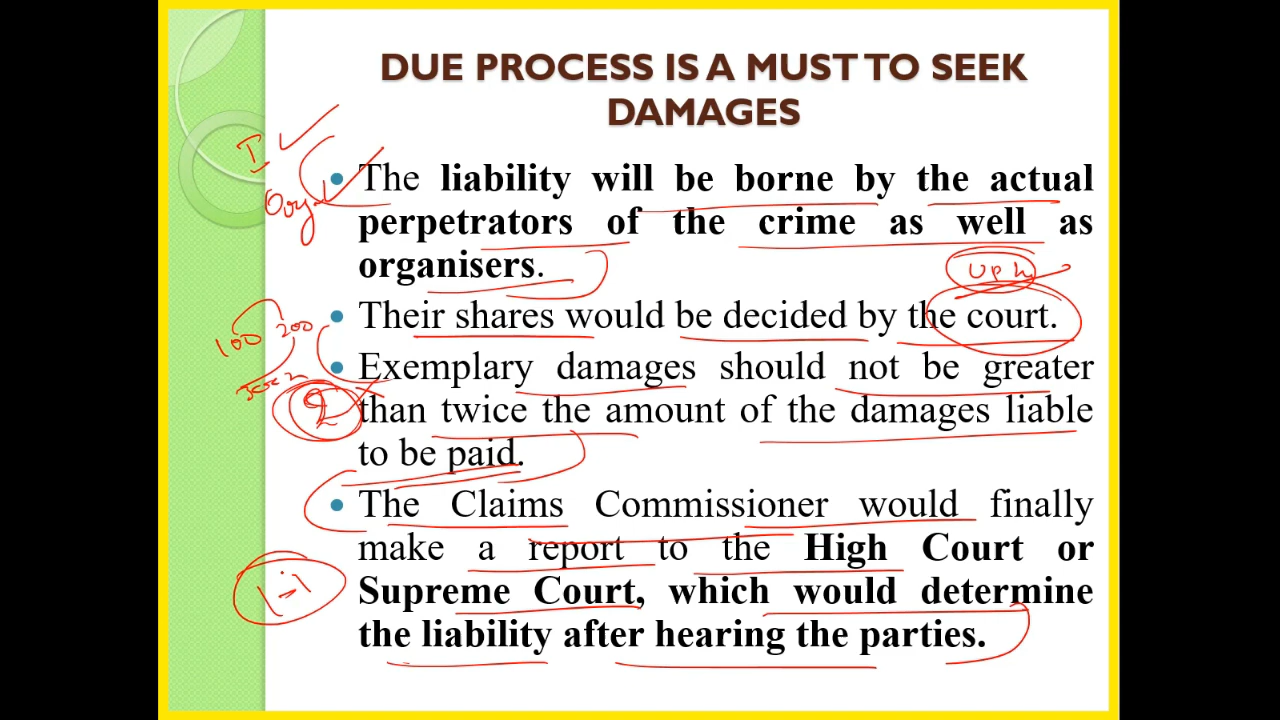 DUE PROCESS IS A MUST TO SEEK
DAMAGES
I
• The liability will be borne by the actual
perpetrators of the crime as well as
organisers.
• Their shares would be decided by the court.
100 200
• Exemplary damages should not be greater
than twice the amount of the damages liable
to be paid.
• The Claims Commissioner would finally
make a report to the High Court or
Supreme Court, which would determine
the liability after hearing the parties.